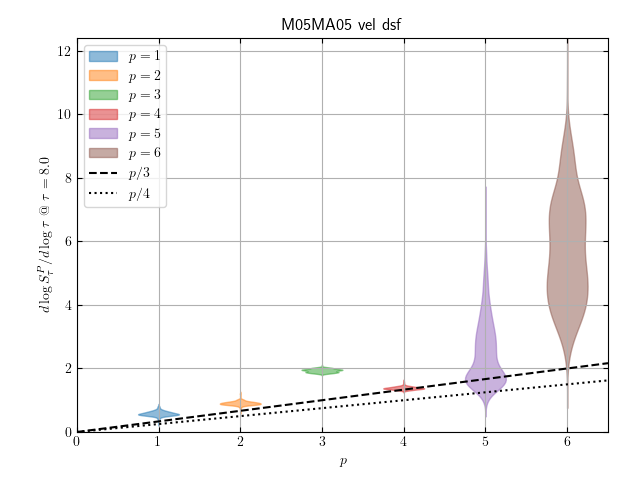 M05MA05 vel dsf
p = 1
p = 2
p = 3
p = 4
p = 5
p = 6
p/3
p/4
d log S_τ^P / d log τ @ τ = 8.0
12
10
8
6
4
2
0
0 1 2 3 4 5 6
p